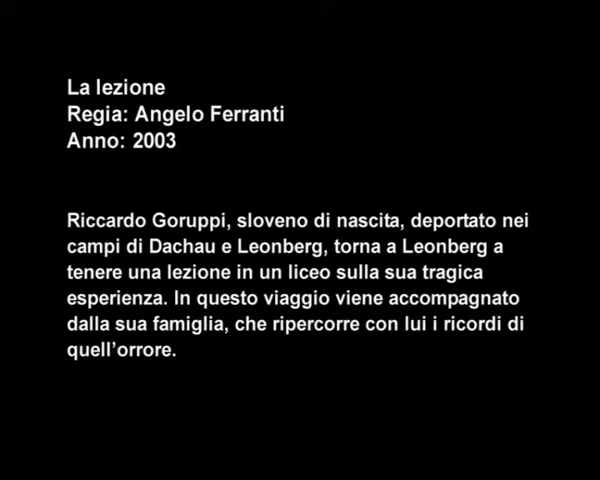 La lezione
Regia: Angelo Ferranti
Anno: 2003
Riccardo Goruppi, sloveno di nascita, deportato nei
campi di Dachau e Leonberg, torna a Leonberg a
tenere una lezione in un liceo sulla sua tragica
esperienza. In questo viaggio viene accompagnato
dalla sua famiglia, che ripercorre con lui i ricordi di
quell'orrore.